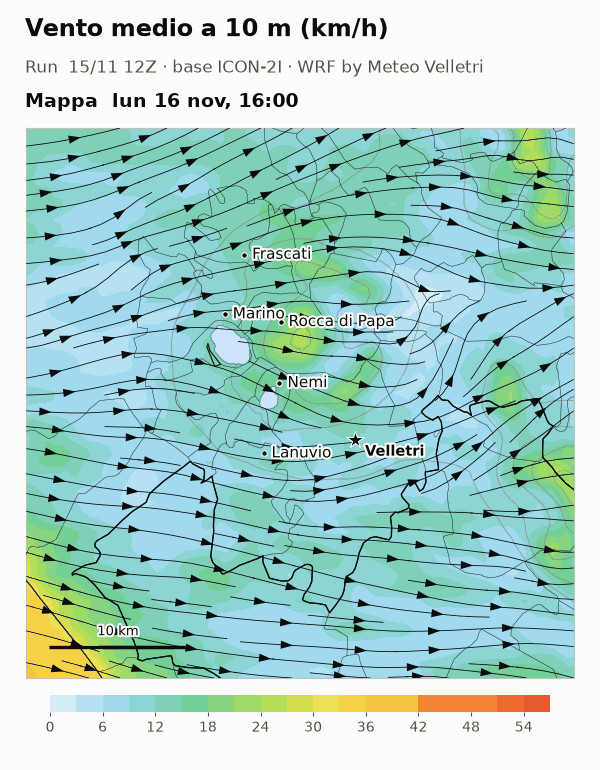 Vento medio a 10 m (km/h)
Run 15/11 12Z · base ICON-2I · WRF by Meteo Velletri
Mappa lun 16 nov, 16:00
Frascati
Marino
Rocca di Papa
Nemi
Velletri
Lanuvio
10 km
0 6 12 18 24 30 36 42 48 54